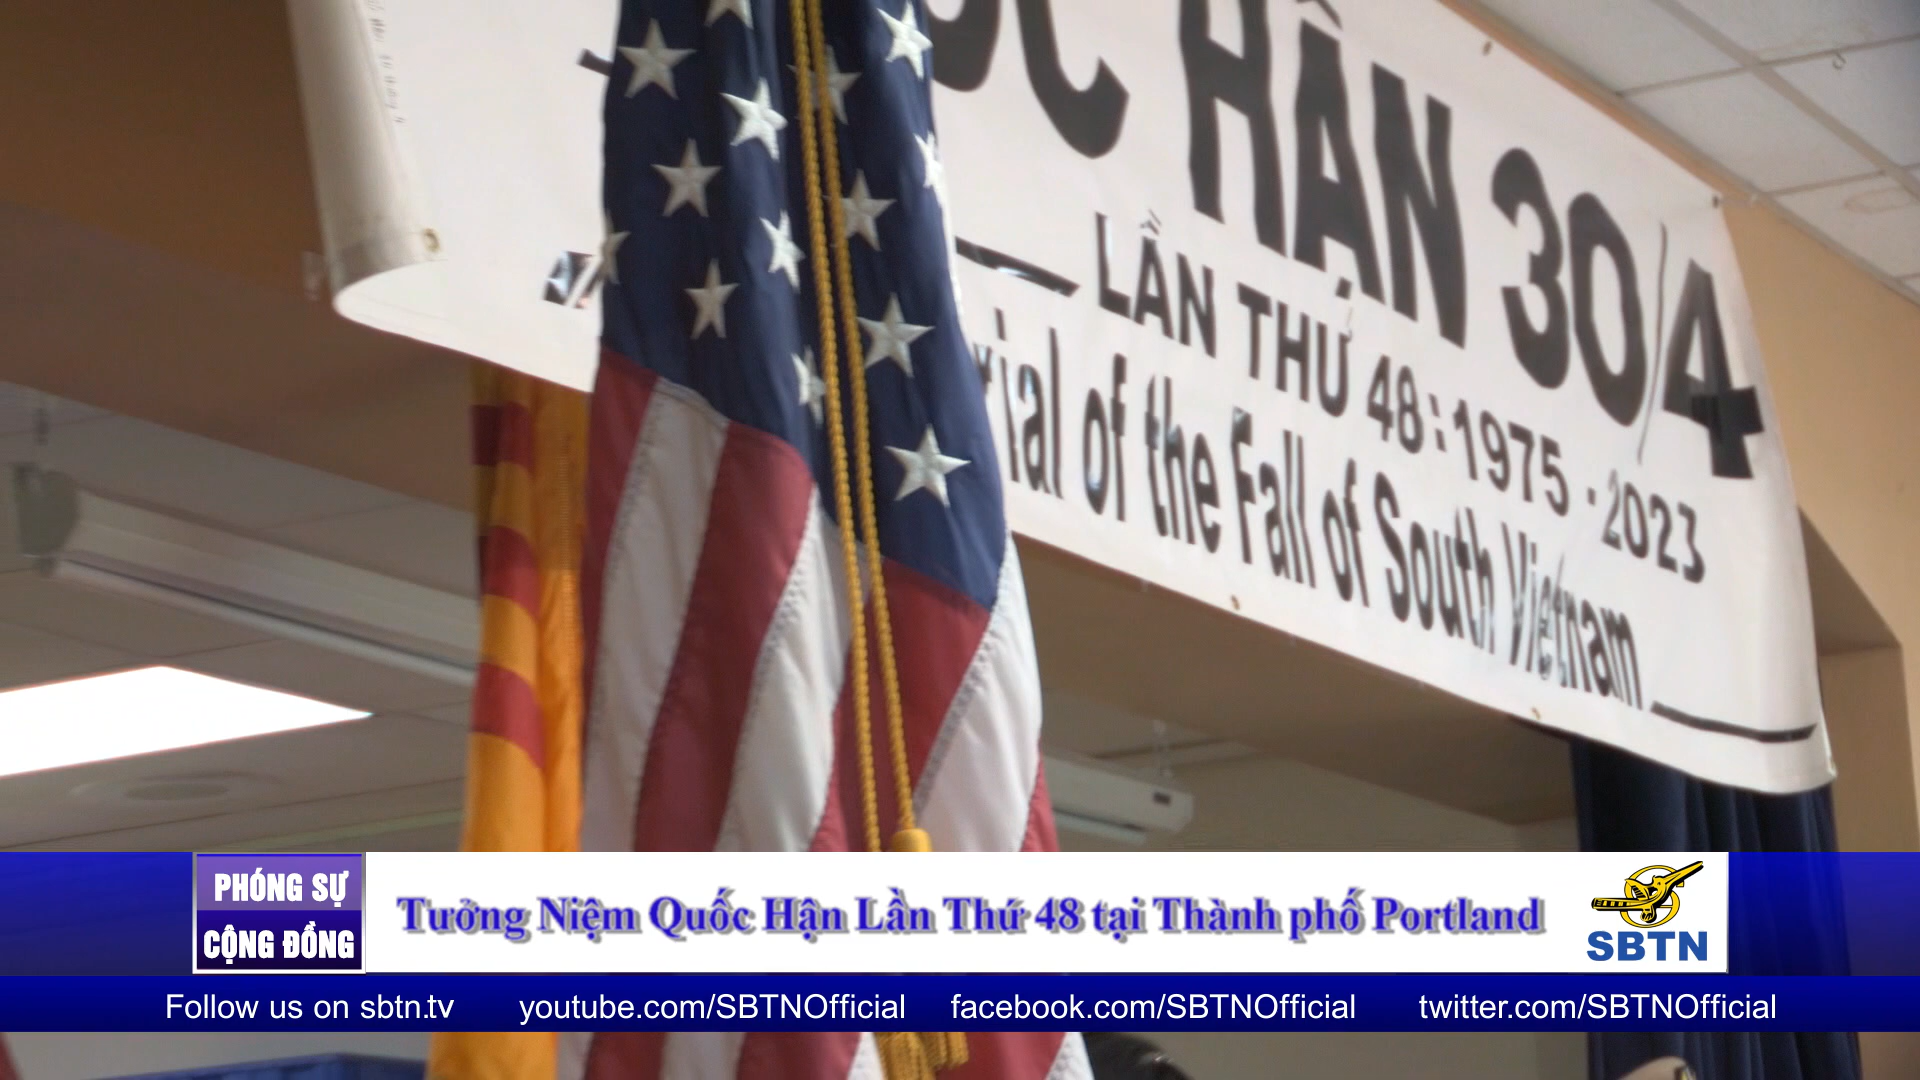 HẬN 30/4
LẦN THỨ 48 : 1975 - 2023
of the Fall of South Vietnam
PHÓNG SỰ
CỘNG ĐỒNG
Tưởng Niệm Quốc Hận Lần Thứ 48 tại Thành phố Portland
SBTN
Follow us on sbtn.tv youtube.com/SBTNOfficial facebook.com/SBTNOfficial twitter.com/SBTNOfficial